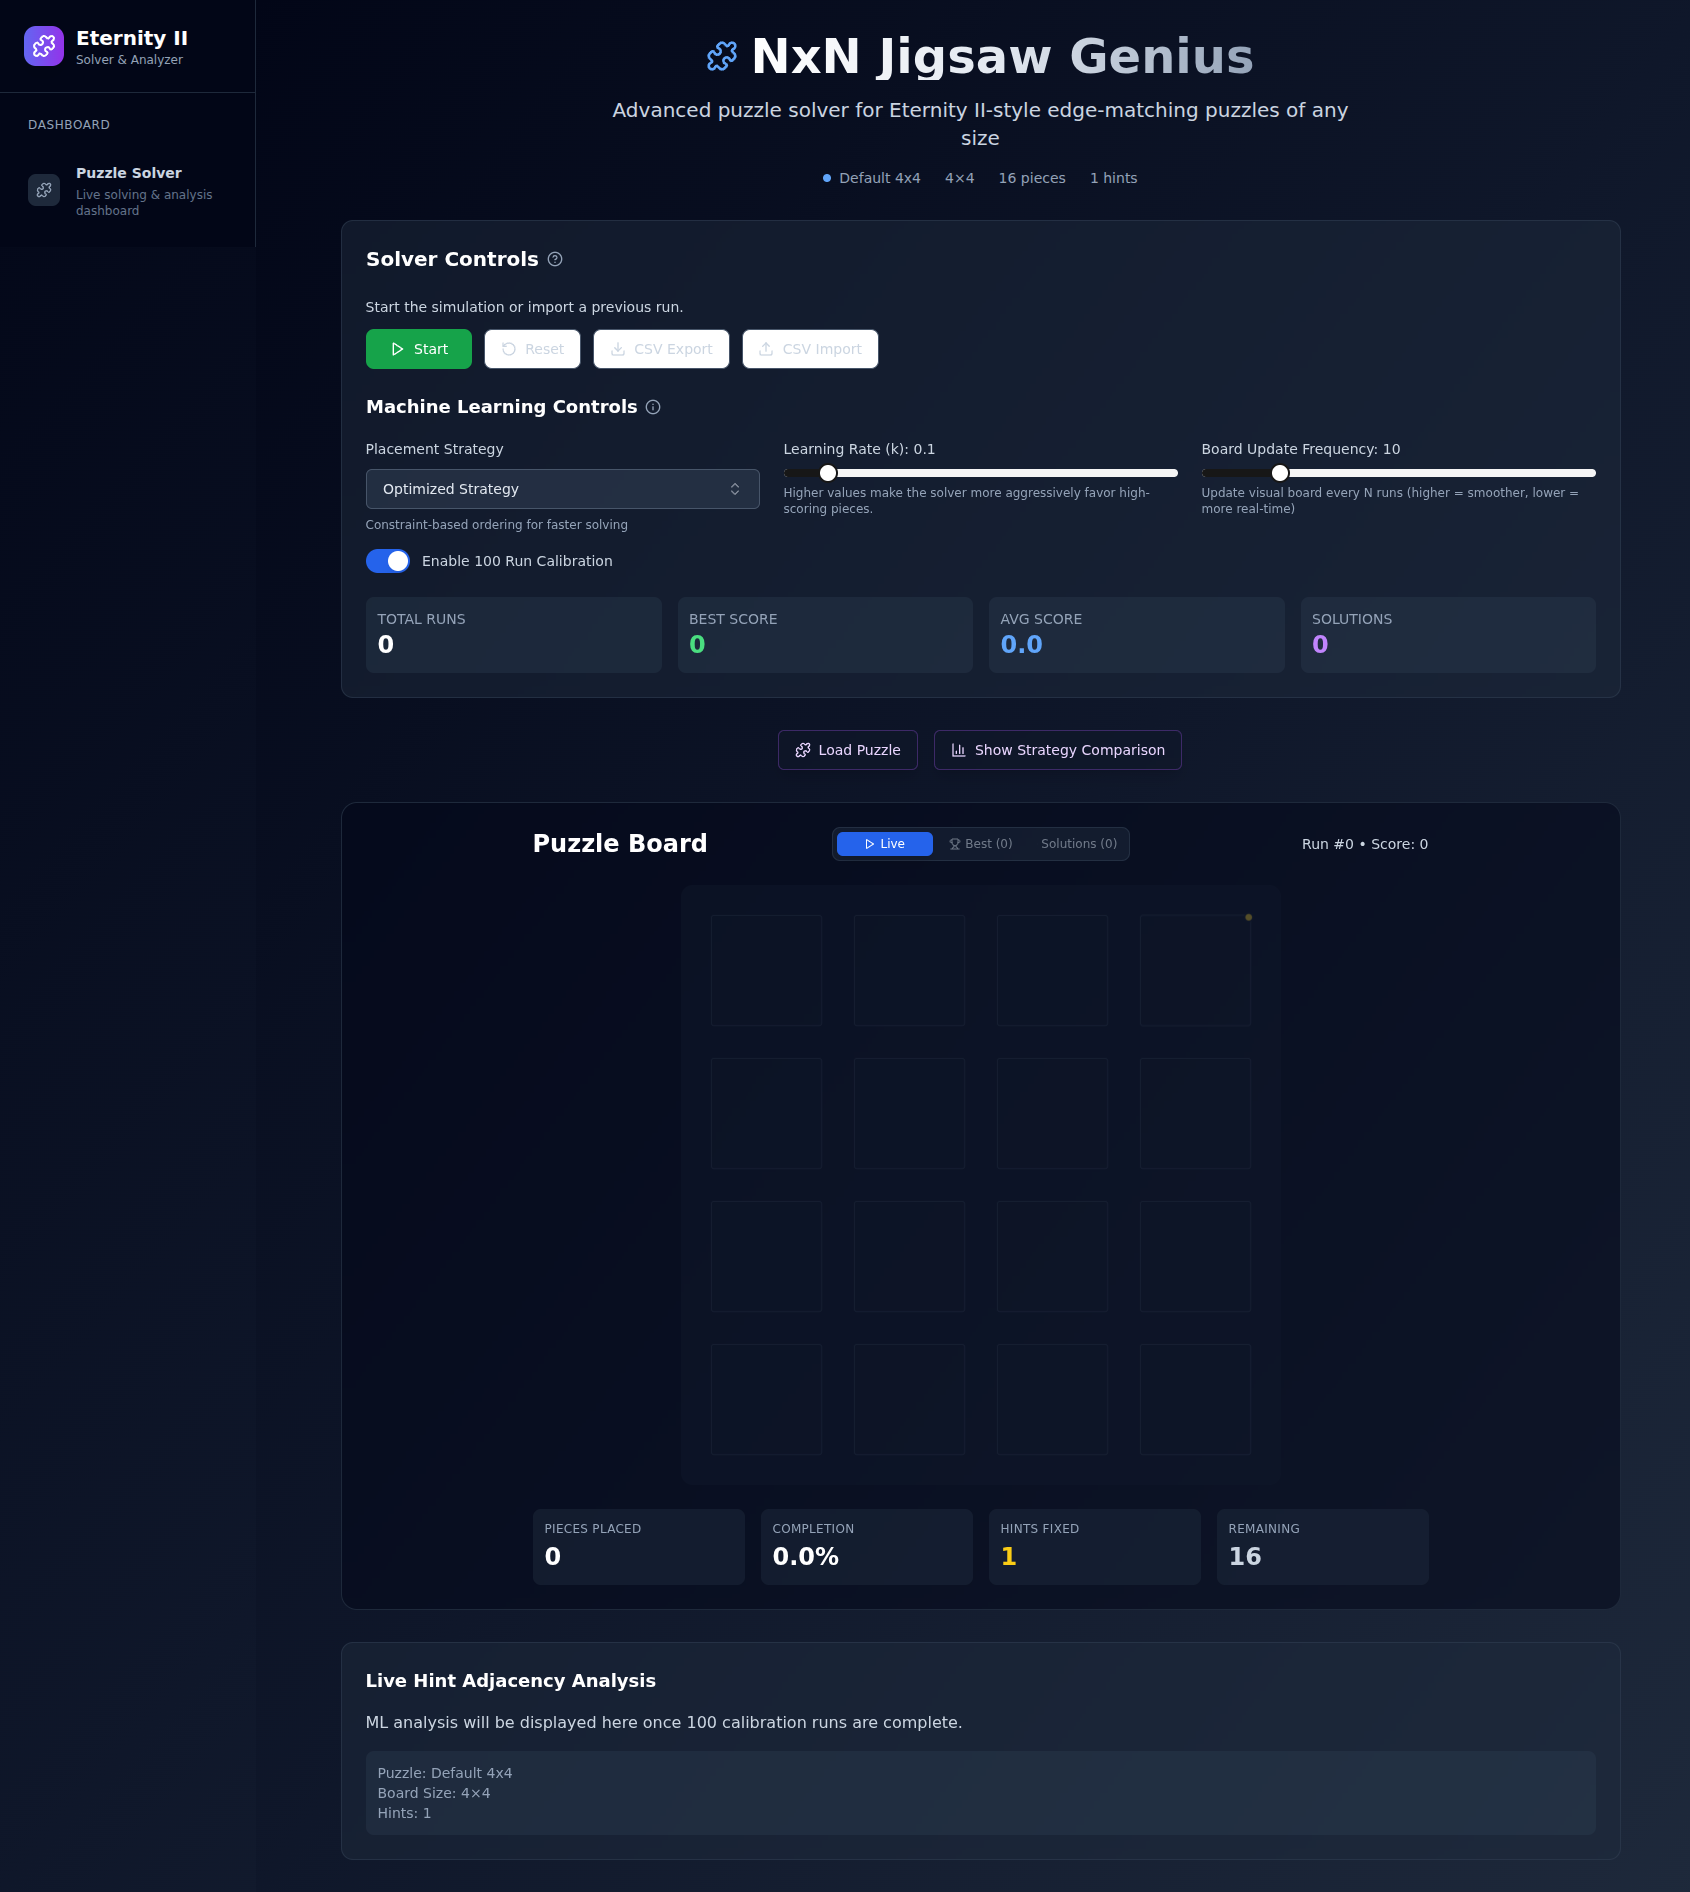 Eternity II
Solver & Analyzer
DASHBOARD
Puzzle Solver
Live solving & analysis
dashboard
NxN Jigsaw Genius
Advanced puzzle solver for Eternity II-style edge-matching puzzles of any
size
Default 4x4 4×4 16 pieces 1 hints
Solver Controls
Start the simulation or import a previous run.
Start Reset CSV Export CSV Import
Machine Learning Controls
Placement Strategy
Optimized Strategy
Constraint-based ordering for faster solving
Learning Rate (k): 0.1
Higher values make the solver more aggressively favor high-
scoring pieces.
Board Update Frequency: 10
Update visual board every N runs (higher = smoother, lower =
more real-time)
Enable 100 Run Calibration
TOTAL RUNS
0
BEST SCORE
0
AVG SCORE
0.0
SOLUTIONS
0
Load Puzzle Show Strategy Comparison
Puzzle Board
Live Best (0) Solutions (0)
Run #0 • Score: 0
PIECES PLACED
0
COMPLETION
0.0%
HINTS FIXED
1
REMAINING
16
Live Hint Adjacency Analysis
ML analysis will be displayed here once 100 calibration runs are complete.
Puzzle: Default 4x4
Board Size: 4×4
Hints: 1